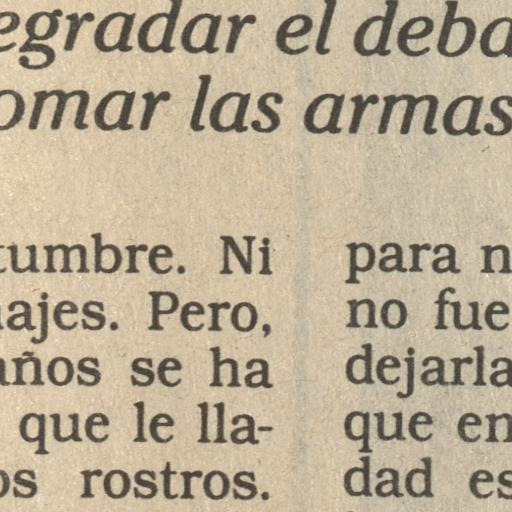 egradar el deba
omar las armas
tumbre. Ni
ajes. Pero,
años se ha
que le lla-
os rostros.
para n
no fue
dejarla
que en
dad es